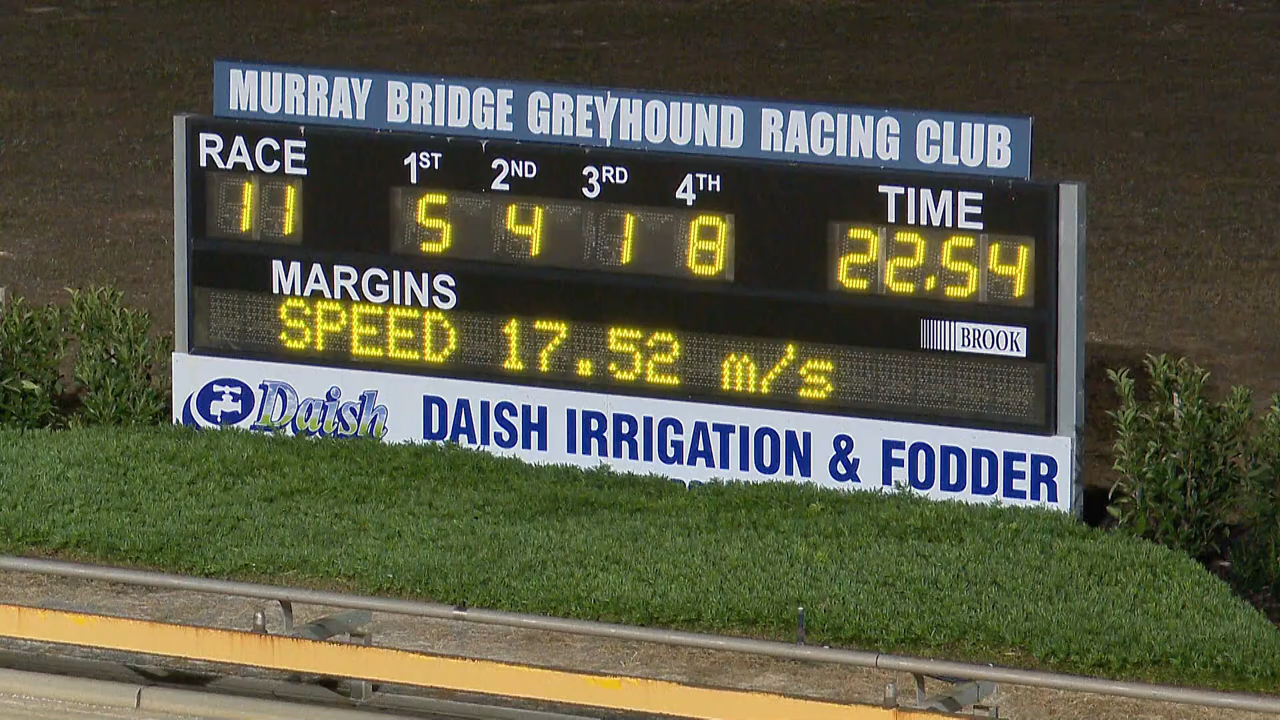 MURRAY BRIDGE GREYHOUND RACING CLUB
RACE 1ST 2ND 3RD 4TH TIME
11 5 4 1 8 22.54
MARGINS
SPEED 17.52 m/s
BROOK
Daish DAISH IRRIGATION & FODDER